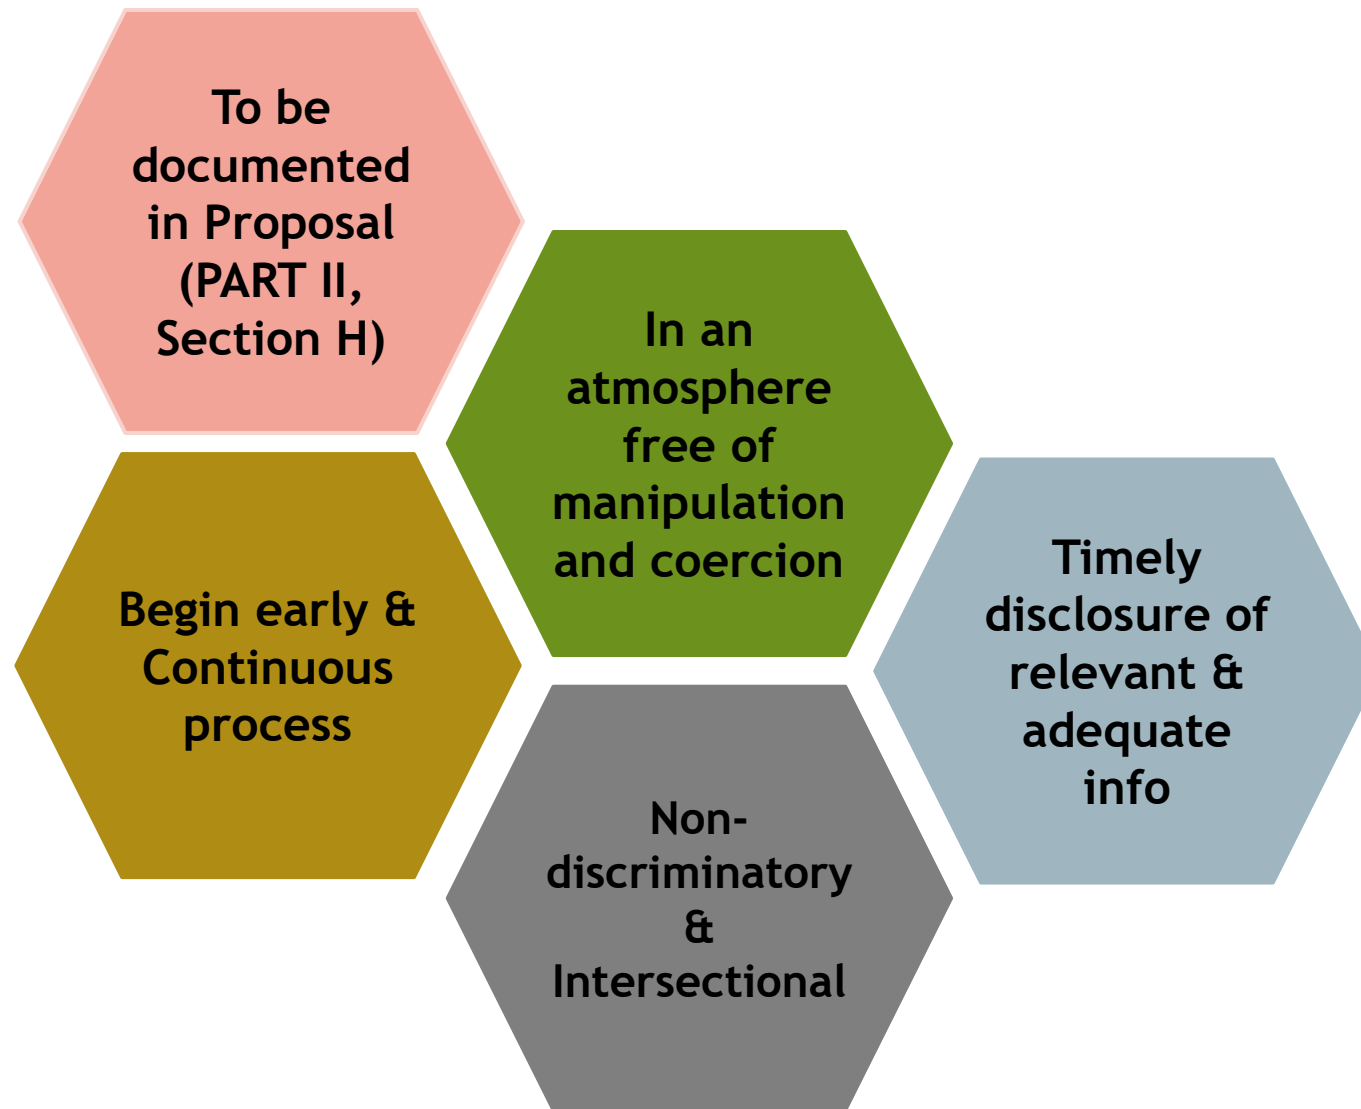 To be
documented
in Proposal
(PART II,
Section H)
In an
atmosphere
free of
manipulation
and coercion
Begin early &
Continuous
process
Timely
disclosure of
relevant &
adequate
info
Non-
discriminatory
&
Intersectional